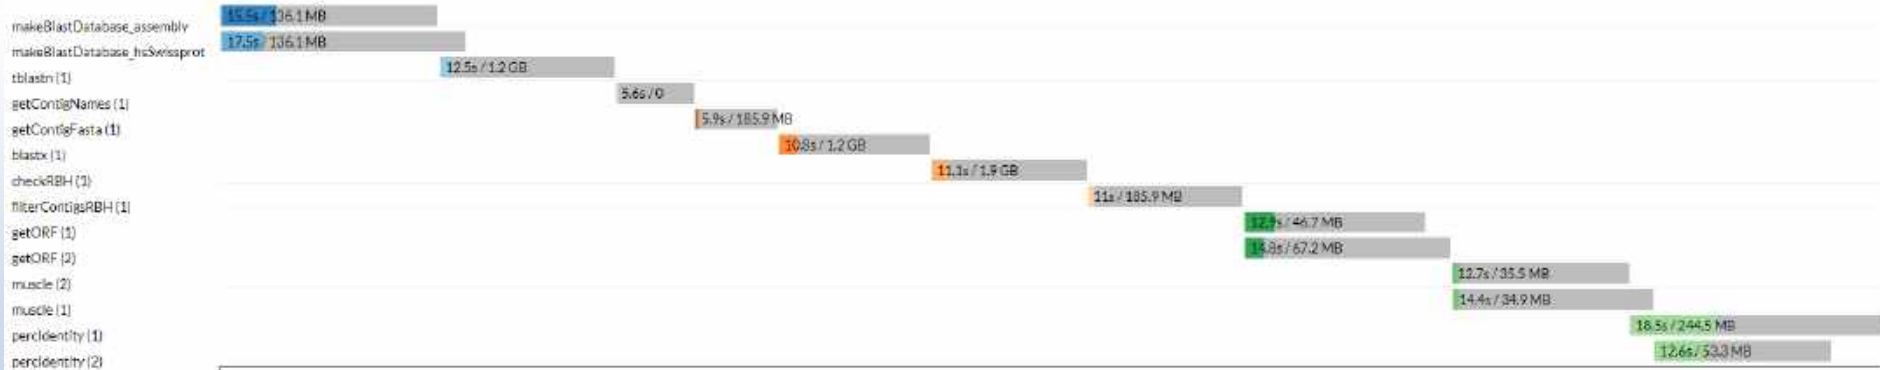 15.5s / 136.1 MB
makeBlastDatabase_assembly
17.5s / 136.1 MB
makeBlastDatabase_hsSwissprot
12.5s / 1.2 GB
tblastn (1)
5.6s / 0
getContigNames (1)
5.9s / 185.9 MB
getContigFasta (1)
10.8s / 1.2 GB
blastx (1)
11.1s / 1.9 GB
checkRBH (1)
11s / 185.9 MB
filterContigsRBH (1)
12.9s / 46.7 MB
getORF (1)
14.8s / 67.2 MB
getORF (2)
12.7s / 35.5 MB
muscle (2)
14.4s / 34.9 MB
muscle (1)
18.5s / 244.5 MB
percIdentity (1)
12.6s / 53.3 MB
percIdentity (2)